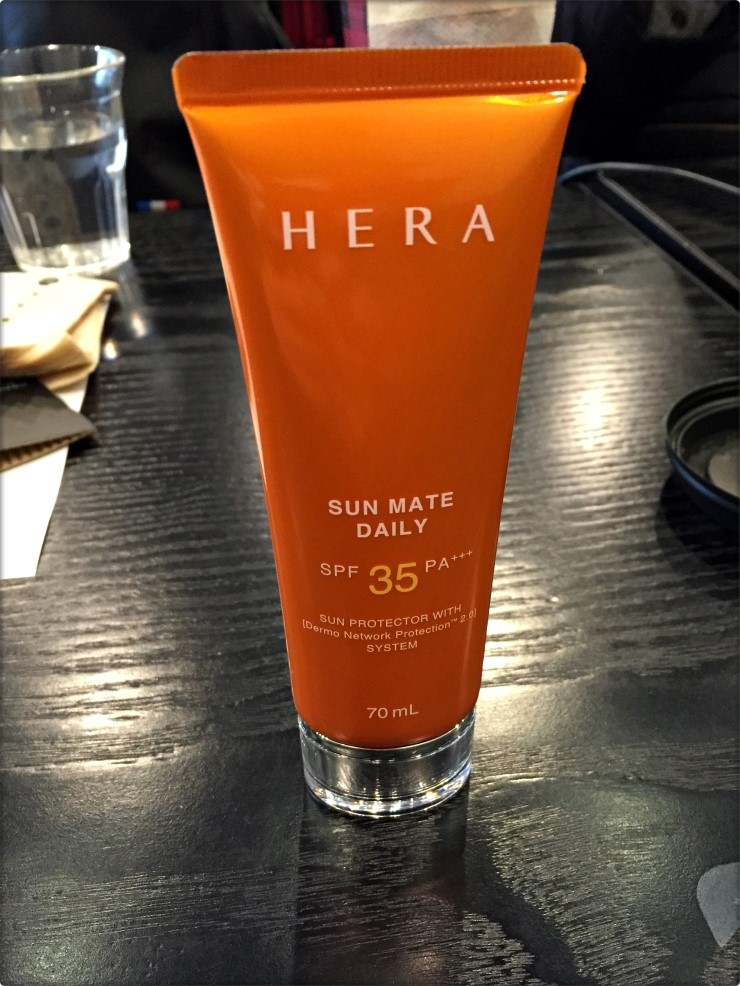 HERA
SUN MATE
DAILY
SPF 35 PA+++
SUN PROTECTOR WITH
[Dermo Network Protection™ 2.0]
SYSTEM
70 mL